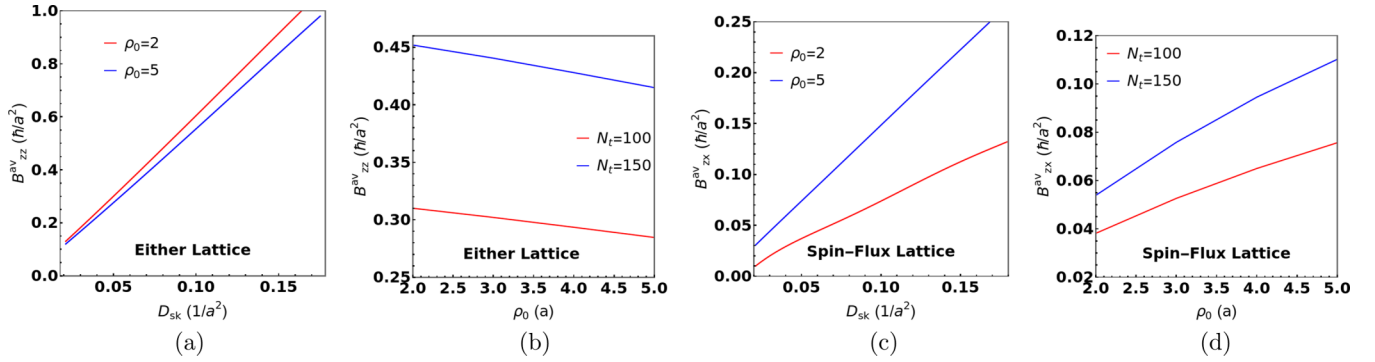 1.0
0.8
0.6
0.4
0.2
0.0
B^av_zz (ħ/a²)
ρ₀=2
ρ₀=5
Either Lattice
0.05 0.10 0.15
D_sk (1/a²)
(a)
0.45
0.40
0.35
0.30
0.25
B^av_zz (ħ/a²)
N_t=100
N_t=150
Either Lattice
2.0 2.5 3.0 3.5 4.0 4.5 5.0
ρ₀ (a)
(b)
0.25
0.20
0.15
0.10
0.05
0.00
B^av_zx (ħ/a²)
ρ₀=2
ρ₀=5
Spin–Flux Lattice
0.05 0.10 0.15
D_sk (1/a²)
(c)
0.12
0.10
0.08
0.06
0.04
0.02
B^av_zx (ħ/a²)
N_t=100
N_t=150
Spin–Flux Lattice
2.0 2.5 3.0 3.5 4.0 4.5 5.0
ρ₀ (a)
(d)